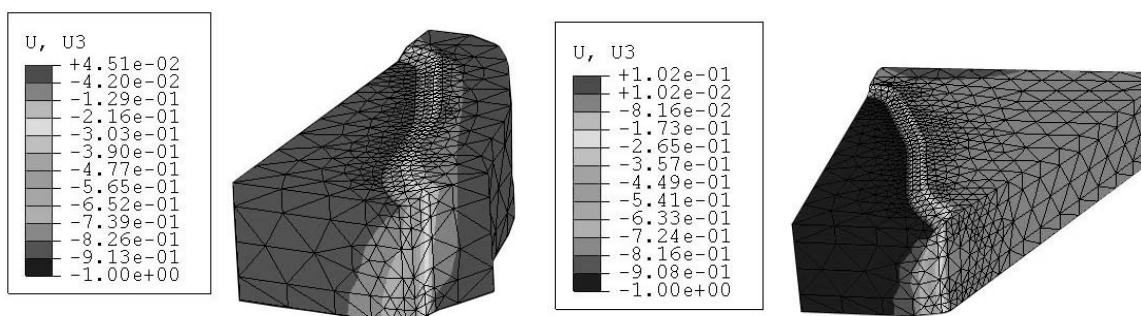 U, U3
+4.51e-02
-4.20e-02
-1.29e-01
-2.16e-01
-3.03e-01
-3.90e-01
-4.77e-01
-5.65e-01
-6.52e-01
-7.39e-01
-8.26e-01
-9.13e-01
-1.00e+00
U, U3
+1.02e-01
+1.02e-02
-8.16e-02
-1.73e-01
-2.65e-01
-3.57e-01
-4.49e-01
-5.41e-01
-6.33e-01
-7.24e-01
-8.16e-01
-9.08e-01
-1.00e+00